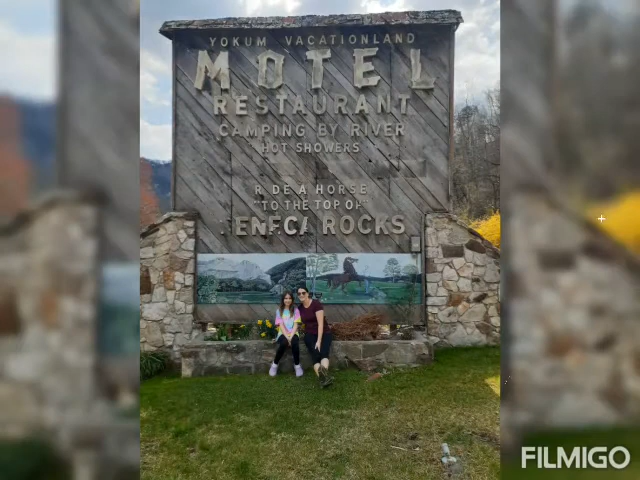 YOKUM VACATIONLAND
MOTEL
RESTAURANT
CAMPING BY RIVER
HOT SHOWERS
R DE A HORSE
"TO THE TOP OF"
ENECA ROCKS
FILMIGO